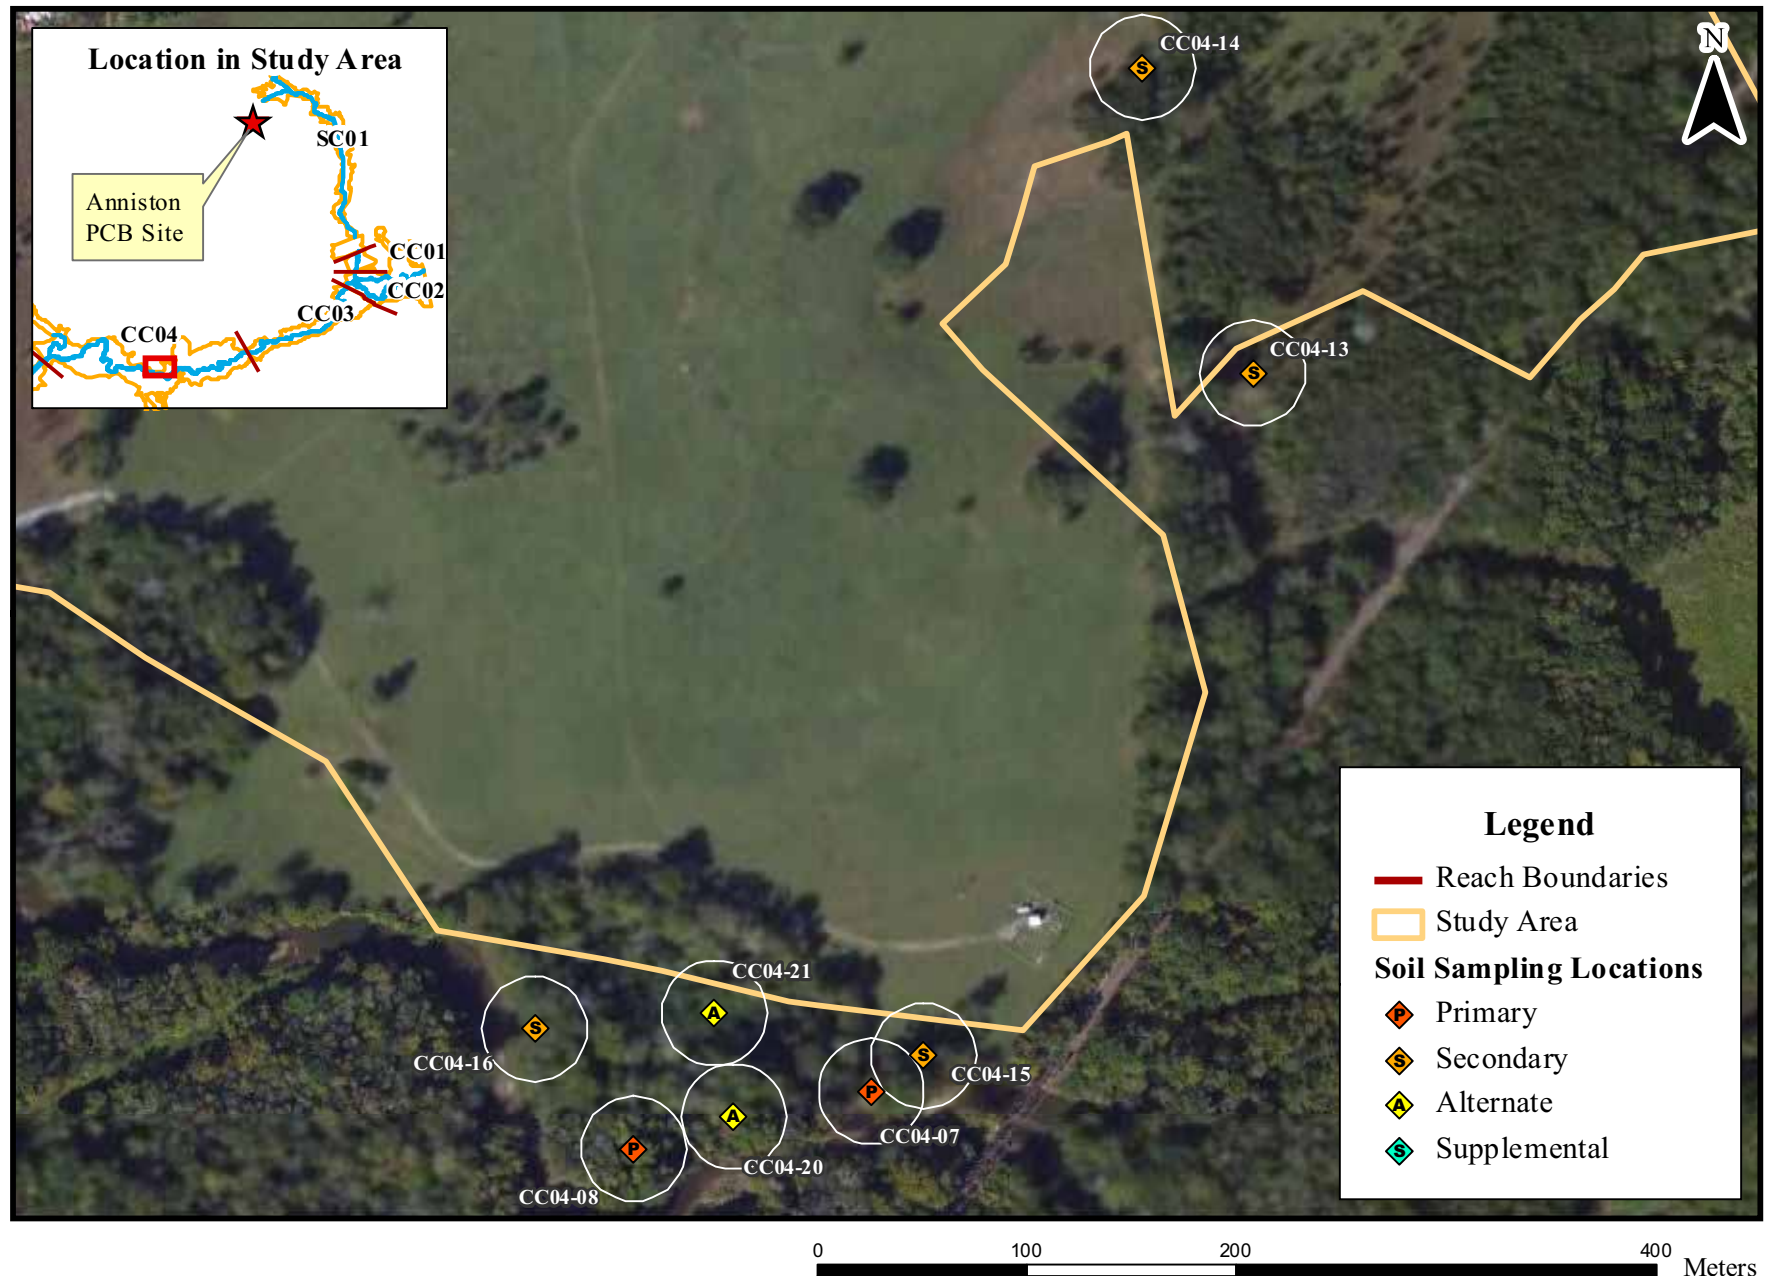 Location in Study Area
SC01
Anniston
PCB Site
CC01
CC02
CC03
CC04
CC04-14
N
CC04-13
CC04-21
CC04-16
CC04-15
CC04-07
CC04-20
CC04-08
S
S
A
S
S
P
A
P
Legend
Reach Boundaries
Study Area
Soil Sampling Locations
P Primary
S Secondary
A Alternate
S Supplemental
0 100 200 400
Meters